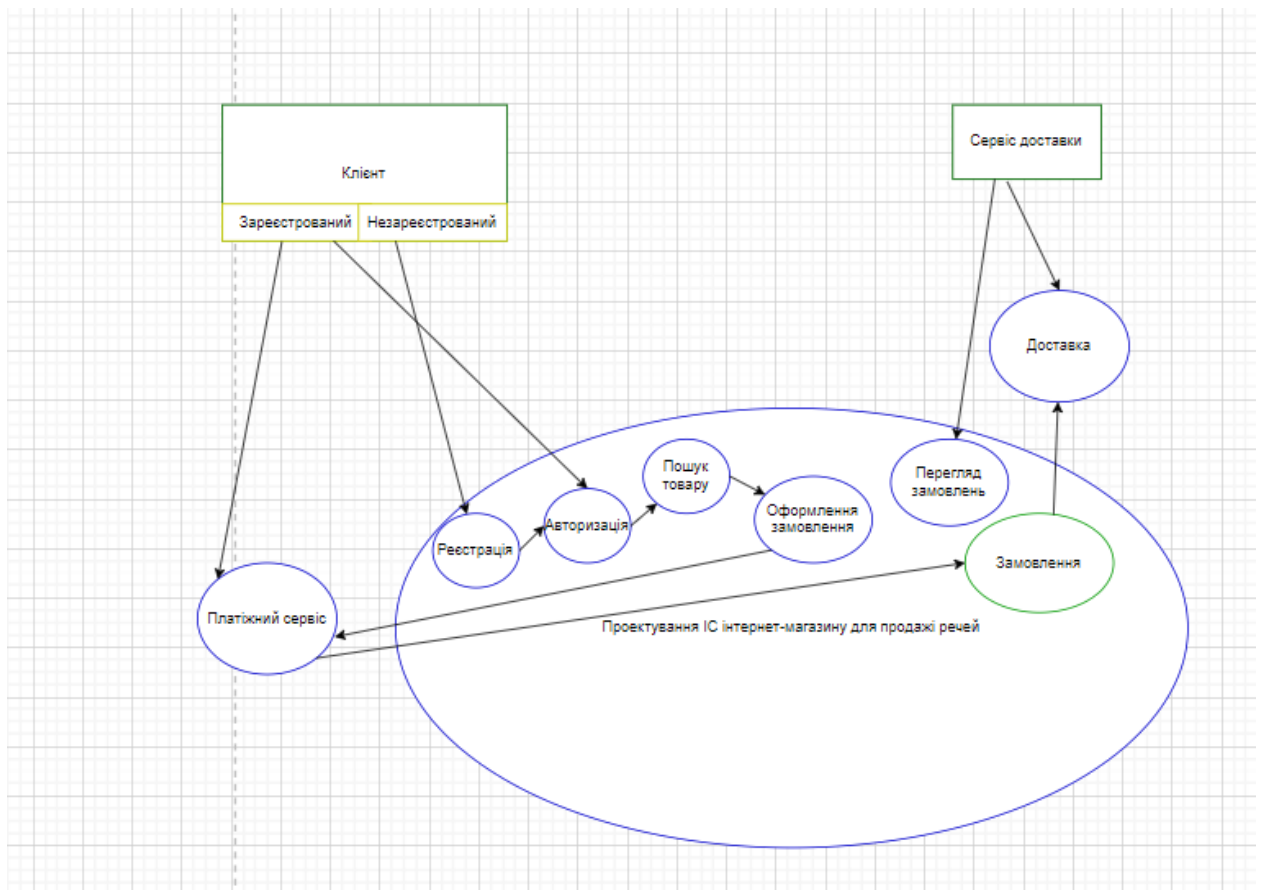 Клієнт
Зареєстрований
Незареєстрований
Сервіс доставки
Доставка
Пошук
товару
Перегляд
замовлень
Оформлення
замовлення
Авторизація
Реєстрація
Замовлення
Платіжний сервіс
Проектування ІС інтернет-магазину для продажі речей